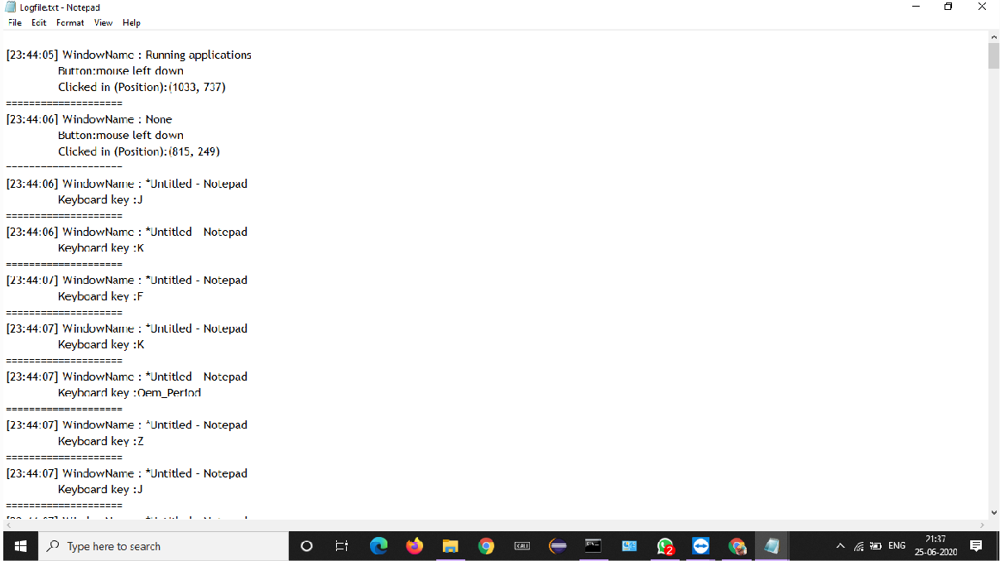 Logfile.txt - Notepad
File Edit Format View Help
[23:44:05] WindowName : Running applications
Button:mouse left down
Clicked in (Position):(1033, 737)
====================
[23:44:06] WindowName : None
Button:mouse left down
Clicked in (Position):(815, 249)
====================
[23:44:06] WindowName : *Untitled - Notepad
Keyboard key :J
====================
[23:44:06] WindowName : *Untitled - Notepad
Keyboard key :K
====================
[23:44:07] WindowName : *Untitled - Notepad
Keyboard key :F
====================
[23:44:07] WindowName : *Untitled - Notepad
Keyboard key :K
====================
[23:44:07] WindowName : *Untitled - Notepad
Keyboard key :Oem_Period
====================
[23:44:07] WindowName : *Untitled - Notepad
Keyboard key :Z
====================
[23:44:07] WindowName : *Untitled - Notepad
Keyboard key :J
====================
Type here to search
KALI
2
ENG
21:37
25-06-2020